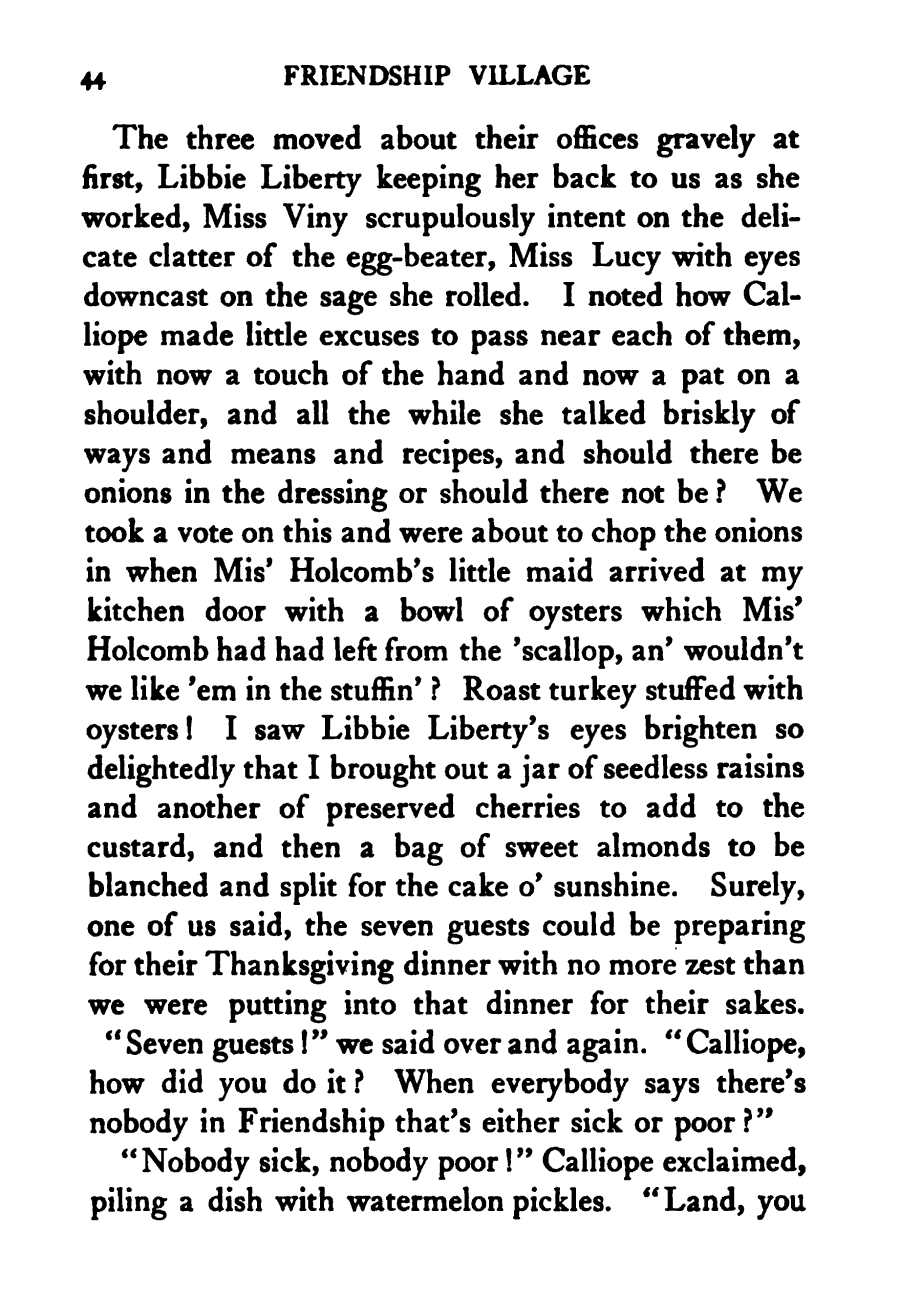 44 FRIENDSHIP VILLAGE
The three moved about their offices gravely at
first, Libbie Liberty keeping her back to us as she
worked, Miss Viny scrupulously intent on the deli-
cate clatter of the egg-beater, Miss Lucy with eyes
downcast on the sage she rolled. I noted how Cal-
liope made little excuses to pass near each of them,
with now a touch of the hand and now a pat on a
shoulder, and all the while she talked briskly of
ways and means and recipes, and should there be
onions in the dressing or should there not be? We
took a vote on this and were about to chop the onions
in when Mis' Holcomb's little maid arrived at my
kitchen door with a bowl of oysters which Mis'
Holcomb had had left from the 'scallop, an' wouldn't
we like 'em in the stuffin'? Roast turkey stuffed with
oysters! I saw Libbie Liberty's eyes brighten so
delightedly that I brought out a jar of seedless raisins
and another of preserved cherries to add to the
custard, and then a bag of sweet almonds to be
blanched and split for the cake o' sunshine. Surely,
one of us said, the seven guests could be preparing
for their Thanksgiving dinner with no more zest than
we were putting into that dinner for their sakes.
"Seven guests!" we said over and again. "Calliope,
how did you do it? When everybody says there's
nobody in Friendship that's either sick or poor?"
"Nobody sick, nobody poor!" Calliope exclaimed,
piling a dish with watermelon pickles. "Land, you